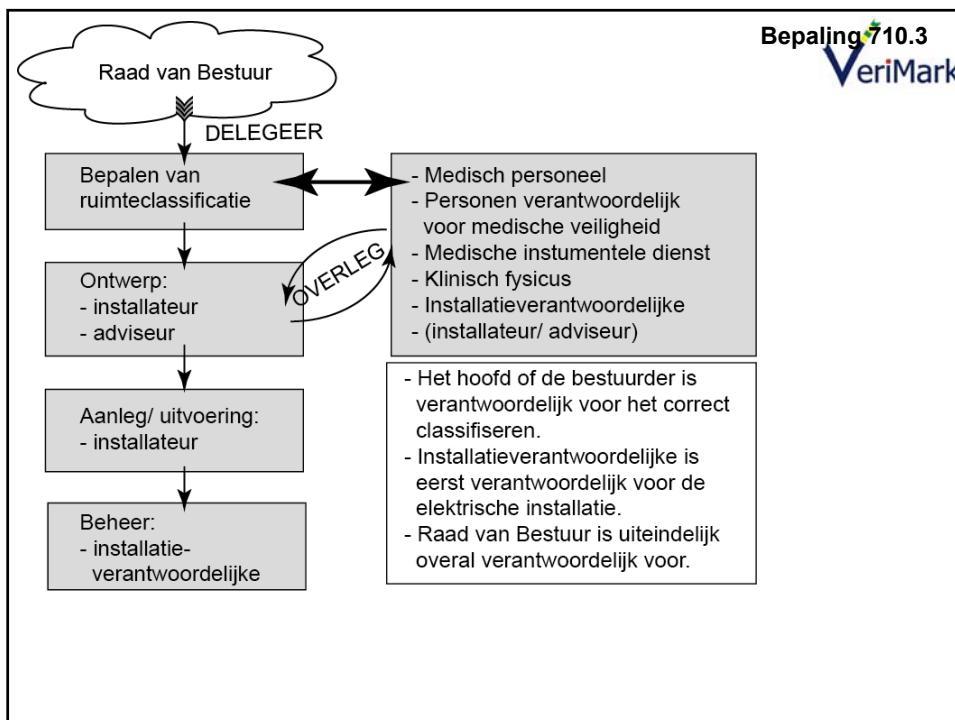 Bepaling 710.3
VeriMark
Raad van Bestuur
DELEGEER
Bepalen van
ruimteclassificatie
- Medisch personeel
- Personen verantwoordelijk
voor medische veiligheid
- Medische instumentele dienst
- Klinisch fysicus
- Installatieverantwoordelijke
- (installateur/ adviseur)
OVERLEG
Ontwerp:
- installateur
- adviseur
Aanleg/ uitvoering:
- installateur
Beheer:
- installatie-
verantwoordelijke
- Het hoofd of de bestuurder is
verantwoordelijk voor het correct
classifiseren.
- Installatieverantwoordelijke is
eerst verantwoordelijk voor de
elektrische installatie.
- Raad van Bestuur is uiteindelijk
overal verantwoordelijk voor.